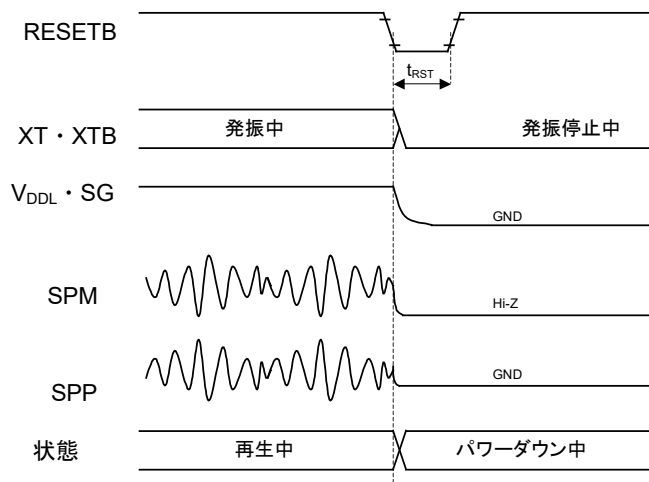 RESETB
tRST
XT・XTB
発振中
発振停止中
VDDL・SG
GND
SPM
Hi-Z
SPP
GND
状態
再生中
パワーダウン中